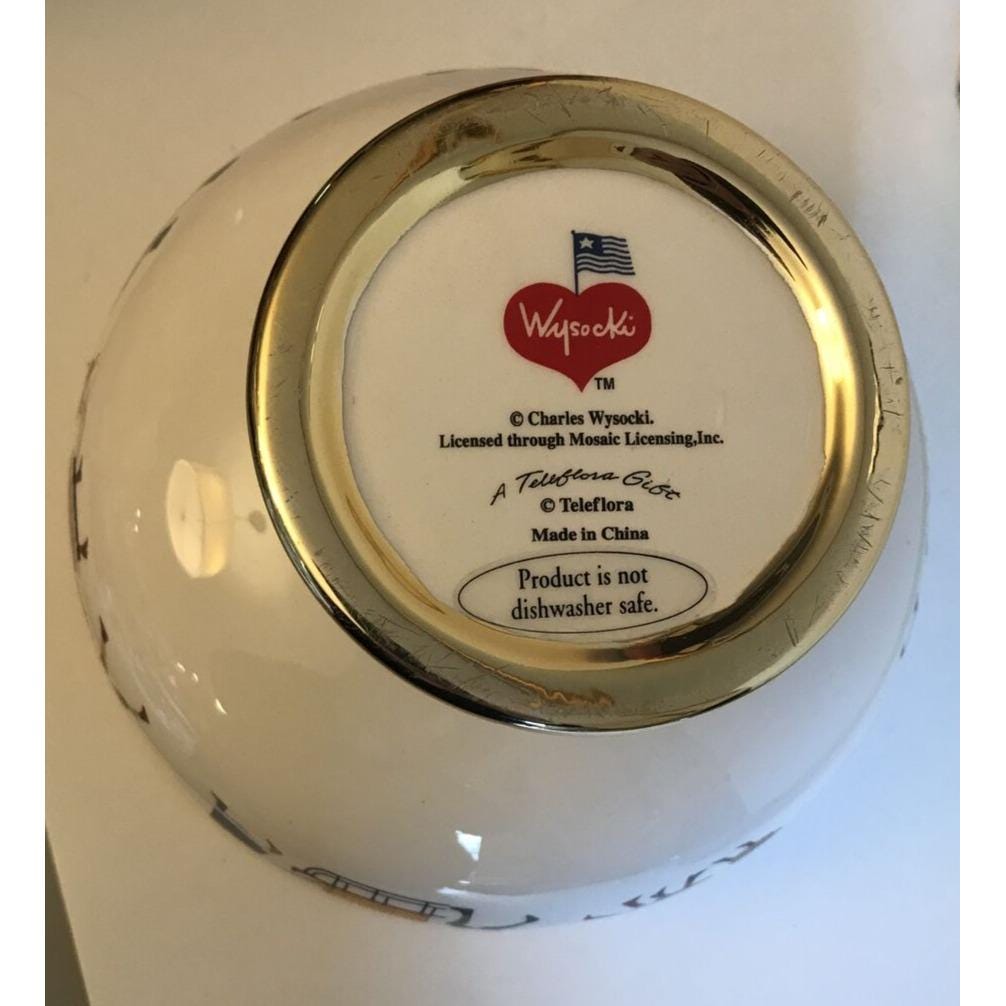 Wysocki
TM
© Charles Wysocki.
Licensed through Mosaic Licensing,Inc.
A Teleflora Gift
© Teleflora
Made in China
Product is not
dishwasher safe.